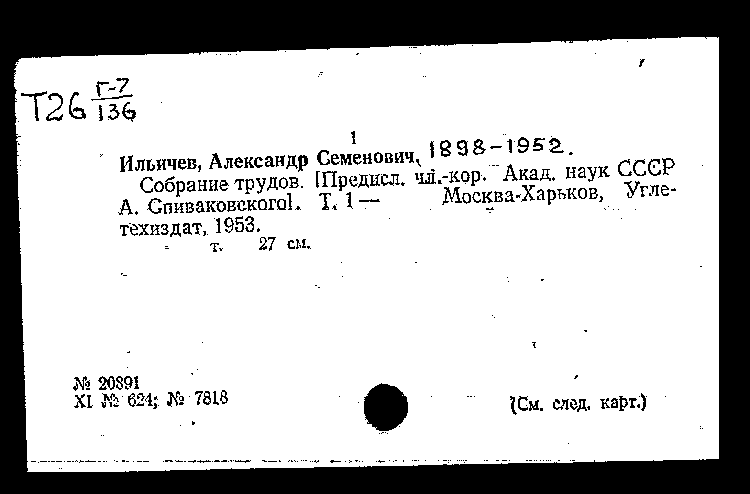 Т26 Г-7/136
1
Ильичев, Александр Семенович, 1898-1952.
Собрание трудов. [Предисл. чл.-кор. Акад. наук СССР
А. Спиваковского]. Т. 1 — Москва-Харьков, Угле-
техиздат, 1953.
т. 27 см.
№ 20891
XI № 624; № 7818
(См. след. карт.)